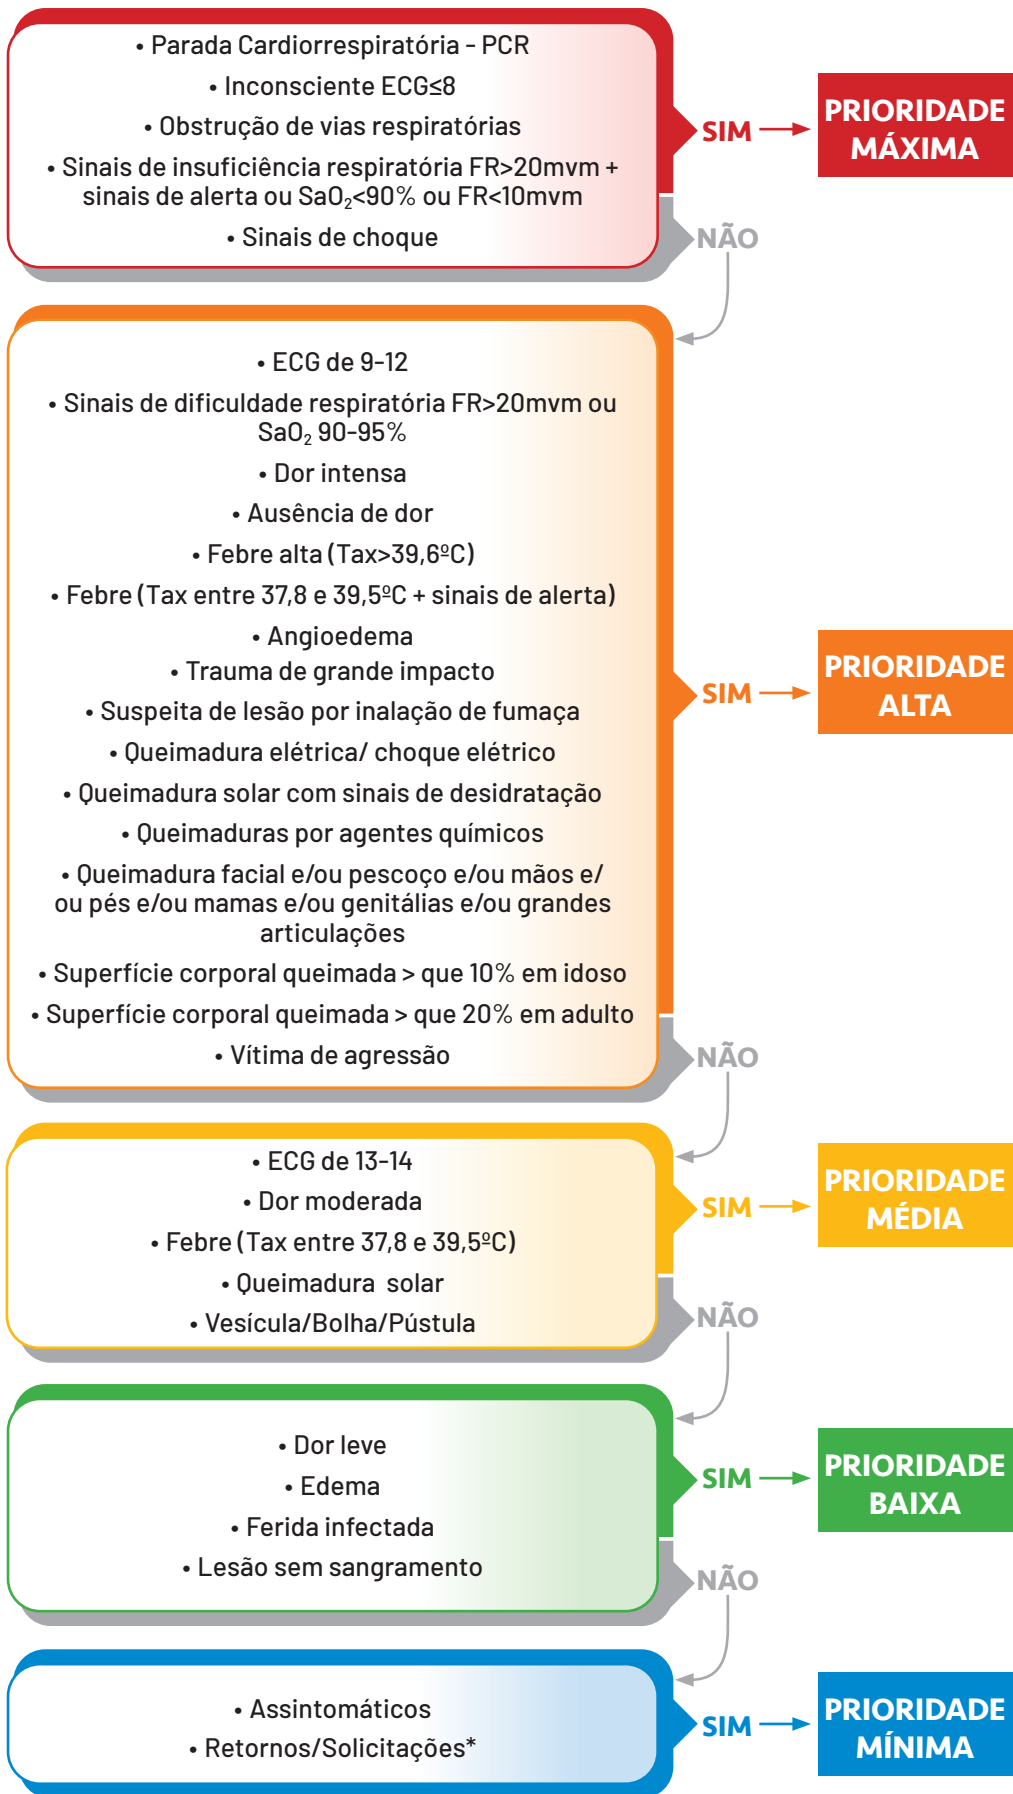 • Parada Cardiorrespiratória - PCR
• Inconsciente ECG≤8
• Obstrução de vias respiratórias
• Sinais de insuficiência respiratória FR>20mvm +
sinais de alerta ou SaO₂<90% ou FR<10mvm
• Sinais de choque
SIM
PRIORIDADE
MÁXIMA
NÃO
• ECG de 9-12
• Sinais de dificuldade respiratória FR>20mvm ou
SaO₂ 90-95%
• Dor intensa
• Ausência de dor
• Febre alta (Tax>39,6ºC)
• Febre (Tax entre 37,8 e 39,5ºC + sinais de alerta)
• Angioedema
• Trauma de grande impacto
• Suspeita de lesão por inalação de fumaça
• Queimadura elétrica/ choque elétrico
• Queimadura solar com sinais de desidratação
• Queimaduras por agentes químicos
• Queimadura facial e/ou pescoço e/ou mãos e/
ou pés e/ou mamas e/ou genitálias e/ou grandes
articulações
• Superfície corporal queimada > que 10% em idoso
• Superfície corporal queimada > que 20% em adulto
• Vítima de agressão
SIM
PRIORIDADE
ALTA
NÃO
• ECG de 13-14
• Dor moderada
• Febre (Tax entre 37,8 e 39,5ºC)
• Queimadura  solar
• Vesícula/Bolha/Pústula
SIM
PRIORIDADE
MÉDIA
NÃO
• Dor leve
• Edema
• Ferida infectada
• Lesão sem sangramento
SIM
PRIORIDADE
BAIXA
NÃO
• Assintomáticos
• Retornos/Solicitações*
SIM
PRIORIDADE
MÍNIMA